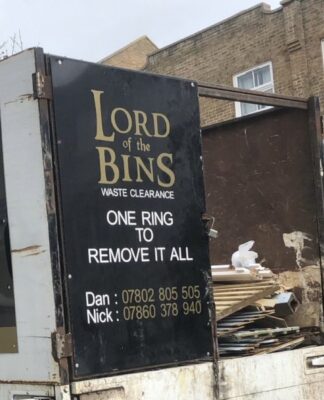 LORD
of the
BINS
WASTE CLEARANCE
ONE RING
TO
REMOVE IT ALL
Dan : 07802 805 505
Nick : 07860 378 940